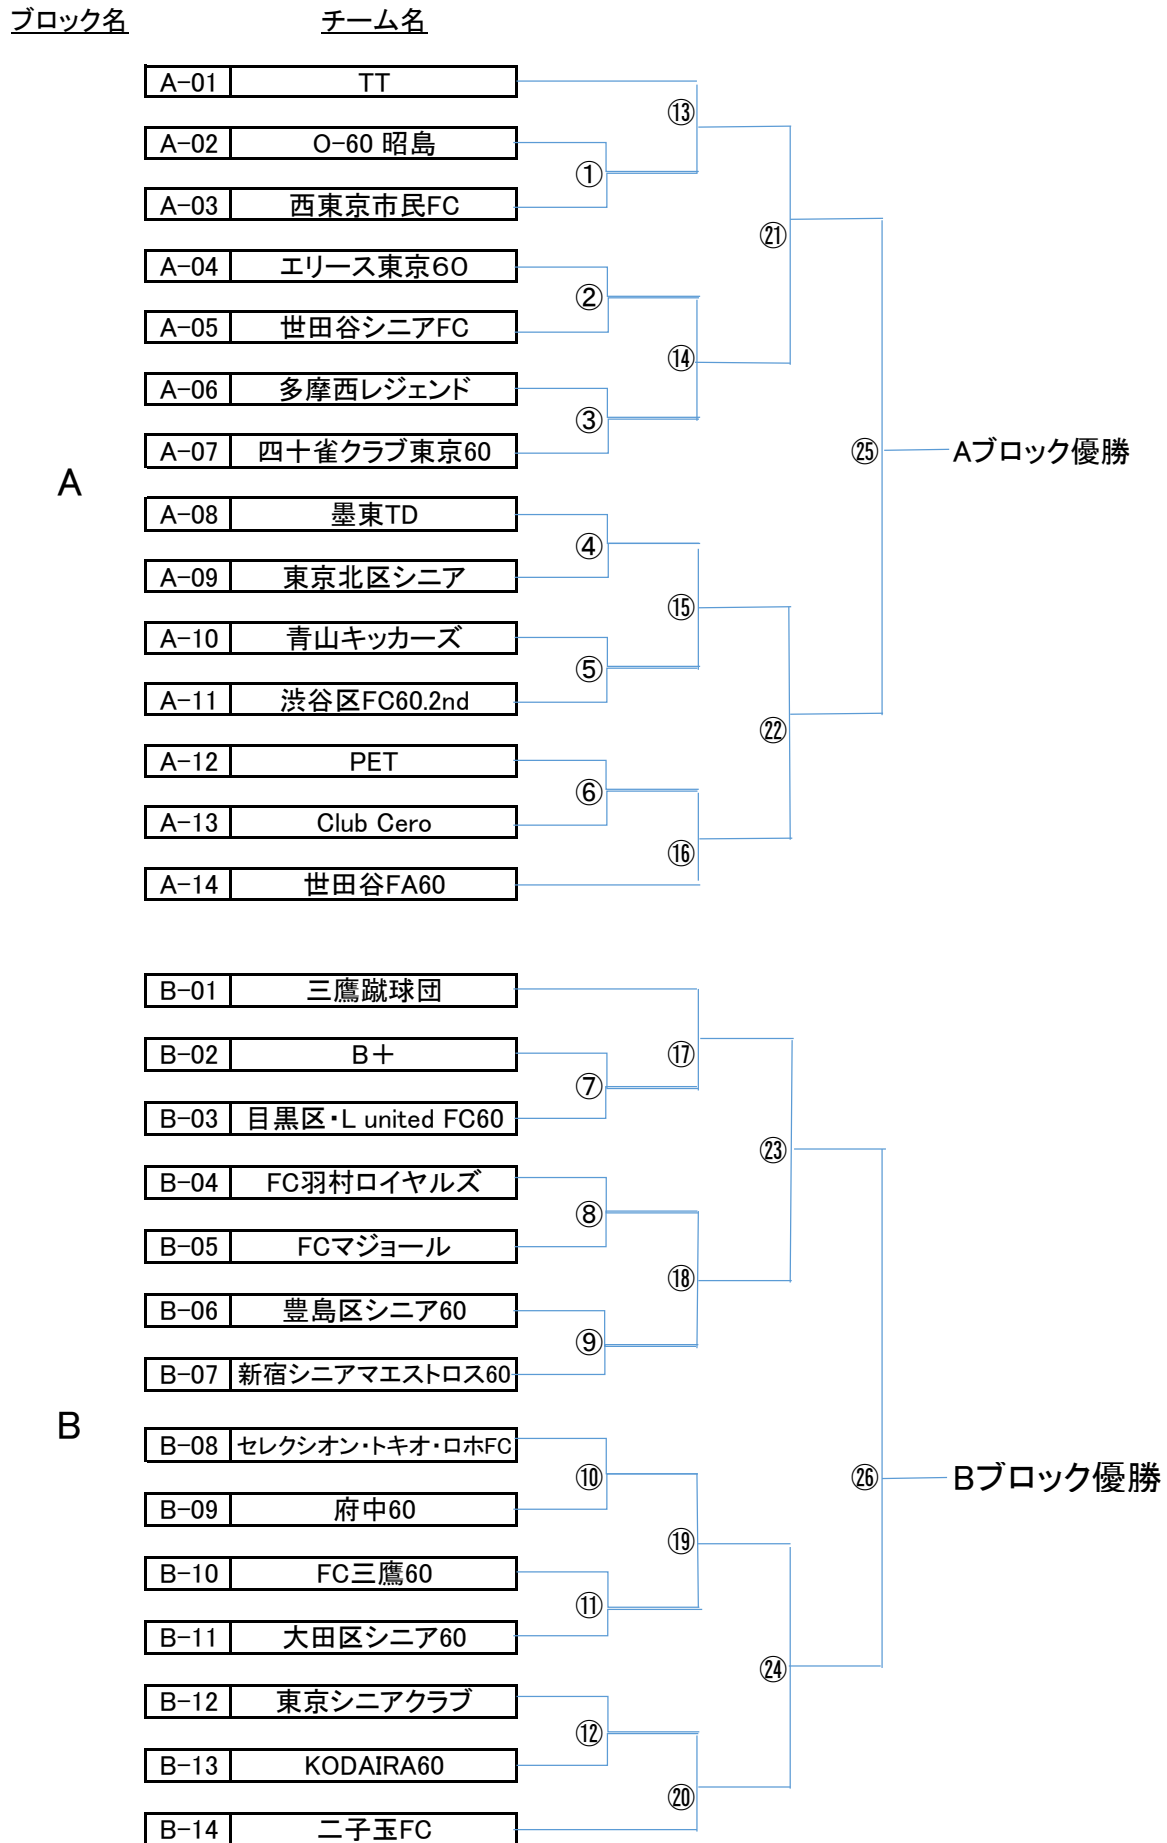 ブロック名 チーム名
A-01 TT
⑬
A-02 O-60 昭島
①
A-03 西東京市民FC
㉑
A-04 エリース東京60
②
A-05 世田谷シニアFC
⑭
A-06 多摩西レジェンド
③
A-07 四十雀クラブ東京60
㉕ Aブロック優勝
A
A-08 墨東TD
④
A-09 東京北区シニア
⑮
A-10 青山キッカーズ
⑤
A-11 渋谷区FC60.2nd
㉒
A-12 PET
⑥
A-13 Club Cero
⑯
A-14 世田谷FA60
B-01 三鷹蹴球団
B-02 B＋
⑰
⑦
B-03 目黒区・L united FC60
㉓
B-04 FC羽村ロイヤルズ
⑧
B-05 FCマジョール
⑱
B-06 豊島区シニア60
⑨
B-07 新宿シニアマエストロス60
B
B-08 セレクシオン・トキオ・ロホFC
⑩
㉖ Bブロック優勝
B-09 府中60
⑲
B-10 FC三鷹60
⑪
B-11 大田区シニア60
㉔
B-12 東京シニアクラブ
⑫
B-13 KODAIRA60
⑳
B-14 二子玉FC